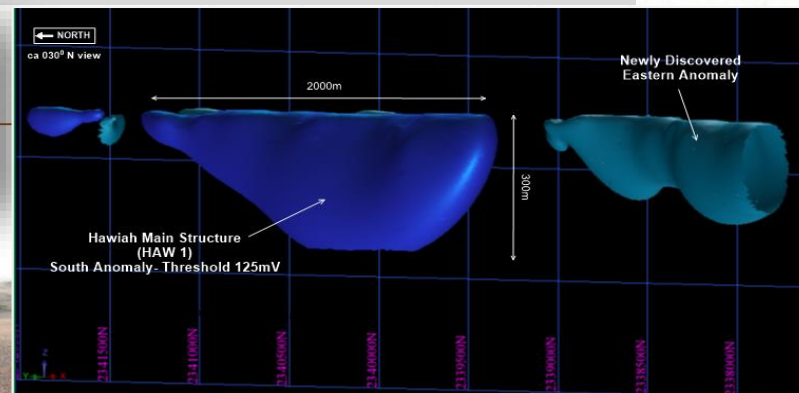 NORTH
ca 030° N view
Newly Discovered
Eastern Anomaly
2000m
300m
Hawiah Main Structure
(HAW 1)
South Anomaly- Threshold 125mV
2341500N
2341000N
2340500N
2340000N
2339500N
2339000N
2338500N
2338000N